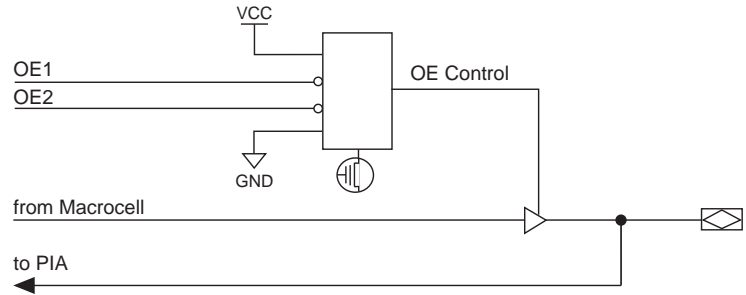 VCC
OE1
OE Control
OE2
GND
from Macrocell
to PIA